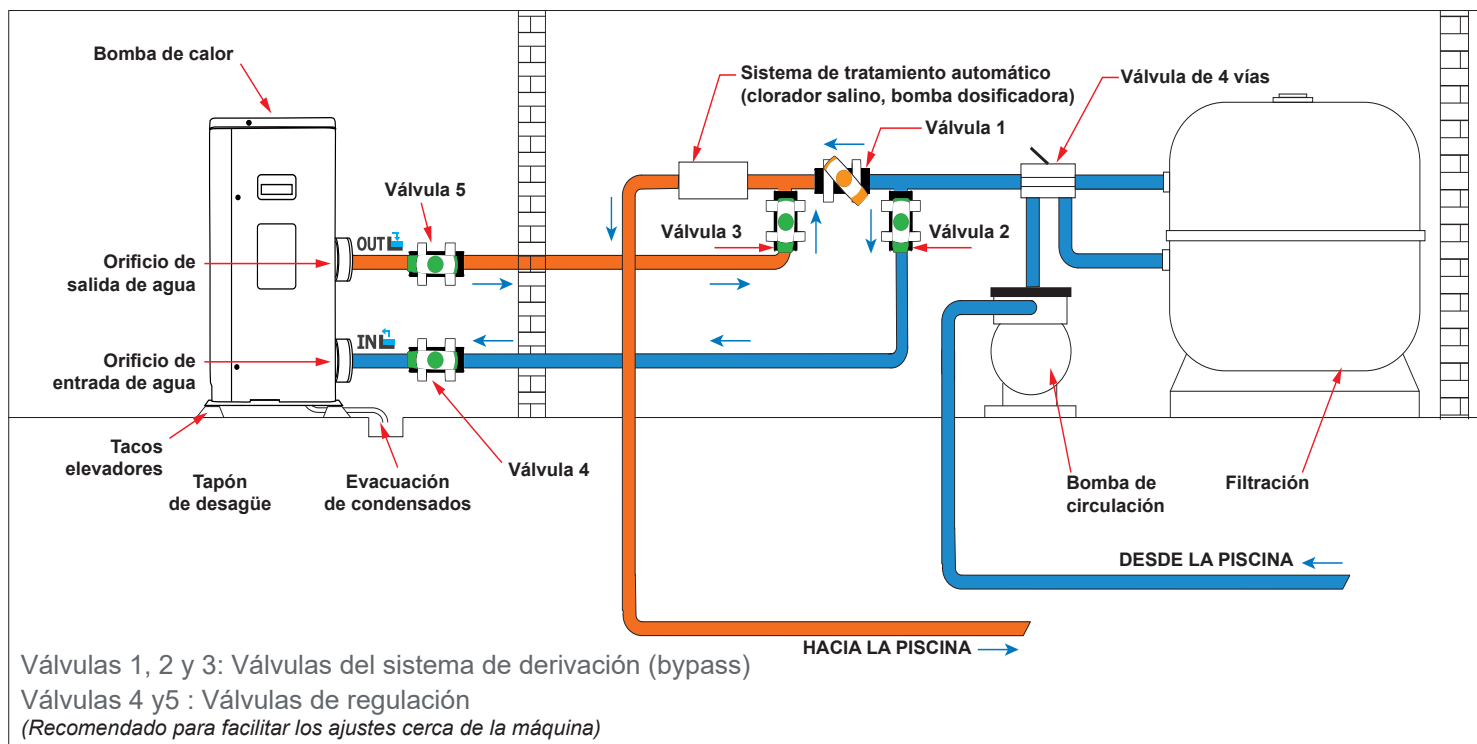 Bomba de calor
Sistema de tratamiento automático
(clorador salino, bomba dosificadora)
Válvula de 4 vías
Válvula 1
Válvula 5
Válvula 3
Válvula 2
OUT
Orificio de
salida de agua
IN
Orificio de
entrada de agua
Tacos
elevadores
Tapón
de desagüe
Evacuación
de condensados
Válvula 4
Bomba de
circulación
Filtración
DESDE LA PISCINA
HACIA LA PISCINA
Válvulas 1, 2 y 3: Válvulas del sistema de derivación (bypass)
Válvulas 4 y5 : Válvulas de regulación
(Recomendado para facilitar los ajustes cerca de la máquina)